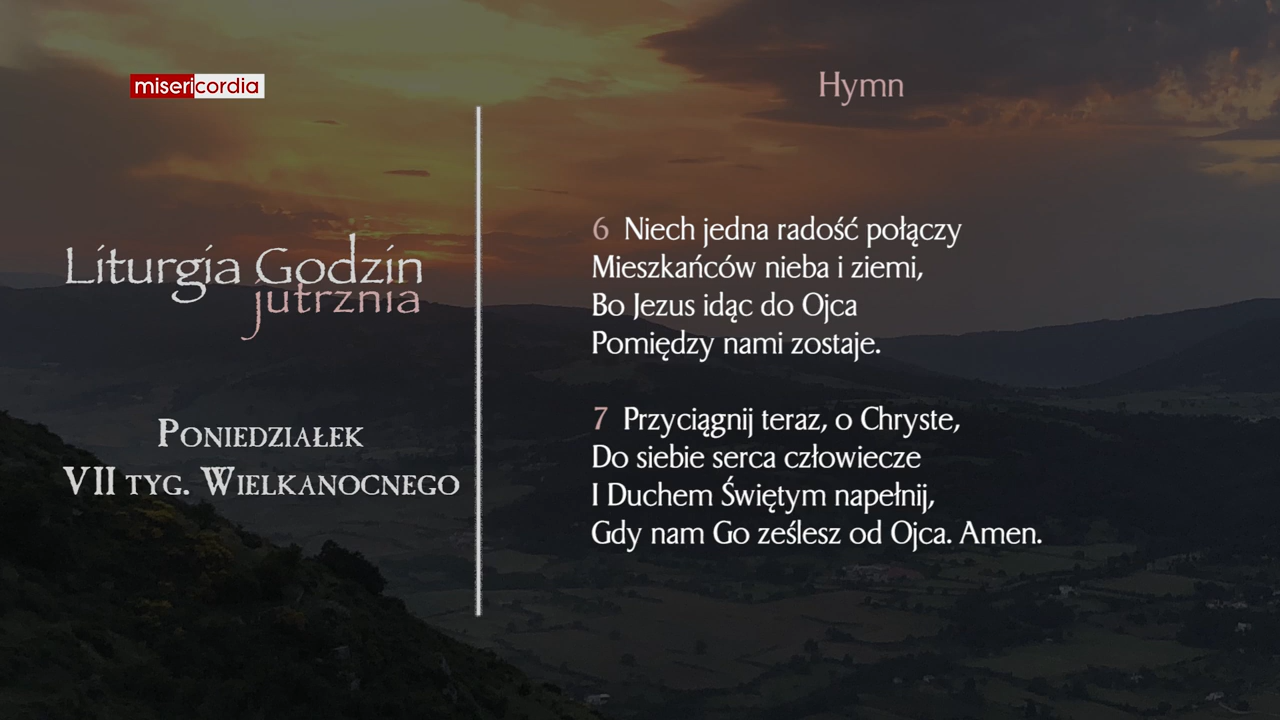 misericordia
Liturgia Godzin
jutrznia
Poniedziałek
VII tyg. Wielkanocnego
Hymn
6 Niech jedna radość połączy
Mieszkańców nieba i ziemi,
Bo Jezus idąc do Ojca
Pomiędzy nami zostaje.
7 Przyciągnij teraz, o Chryste,
Do siebie serca człowiecze
I Duchem Świętym napełnij,
Gdy nam Go ześlesz od Ojca. Amen.